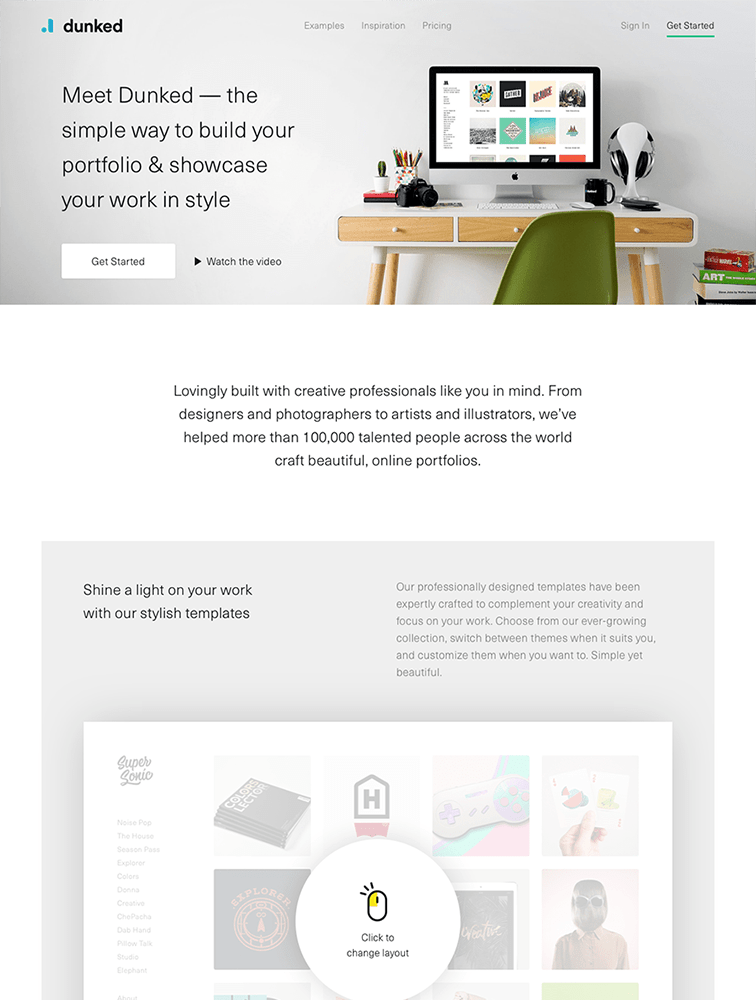 dunked
Examples Inspiration Pricing
Sign In Get Started
Meet Dunked — the
simple way to build your
portfolio & showcase
your work in style
GATHER
Get Started
Watch the video
ART
Lovingly built with creative professionals like you in mind. From
designers and photographers to artists and illustrators, we’ve
helped more than 100,000 talented people across the world
craft beautiful, online portfolios.
Shine a light on your work
with our stylish templates
Our professionally designed templates have been
expertly crafted to complement your creativity and
focus on your work. Choose from our ever-growing
collection, switch between themes when it suits you,
and customize them when you want to. Simple yet
beautiful.
Super
Sonic
Noise Pop
The House
Season Pass
Explorer
Colors
Donna
Creative
ChePacha
Dab Hand
Pillow Talk
Studio
Elephant
About
COLORS
LECTOR
H
EXPLORER
Creative
Click to
change layout